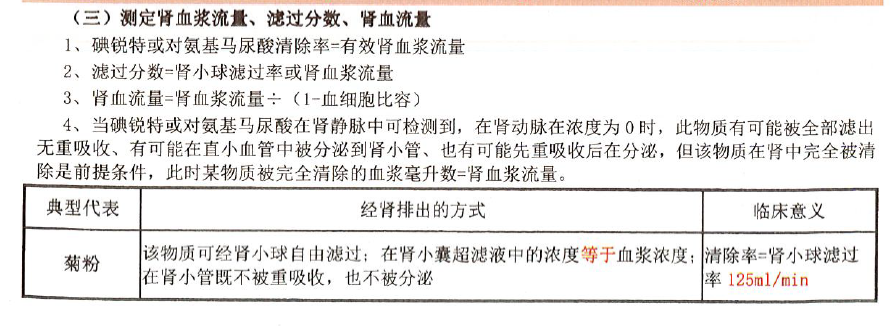 （三）测定肾血浆流量、滤过分数、肾血流量
1、碘锐特或对氨基马尿酸清除率=有效肾血浆流量
2、滤过分数=肾小球滤过率或肾血浆流量
3、肾血流量=肾血浆流量÷（1-血细胞比容）
4、当碘锐特或对氨基马尿酸在肾静脉中可检测到，在肾动脉在浓度为 0 时，此物质有可能被全部滤出
无重吸收、有可能在直小血管中被分泌到肾小管、也有可能先重吸收后在分泌，但该物质在肾中完全被清
除是前提条件，此时某物质被完全清除的血浆毫升数=肾血浆流量。
典型代表 经肾排出的方式 临床意义
菊粉
该物质可经肾小球自由滤过；在肾小囊超滤液中的浓度等于血浆浓度；
在肾小管既不被重吸收，也不被分泌
清除率=肾小球滤过
率 125ml/min